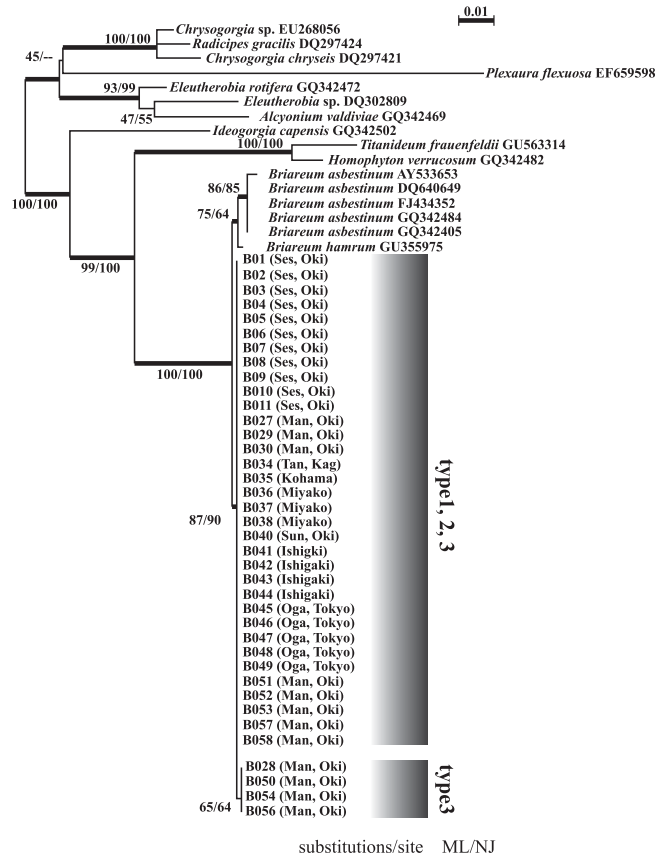 0.01
Chrysogorgia sp. EU268056
100/100
Radicipes gracilis DQ297424
45/--
Chrysogorgia chryseis DQ297421
Plexaura flexuosa EF659598
93/99
Eleutherobia rotifera GQ342472
Eleutherobia sp. DQ302809
47/55
Alcyonium valdiviae GQ342469
Ideogorgia capensis GQ342502
100/100
Titanideum frauenfeldii GU563314
Homophyton verrucosum GQ342482
Briareum asbestinum AY533653
86/85
Briareum asbestinum DQ640649
100/100
Briareum asbestinum FJ434352
75/64
Briareum asbestinum GQ342484
Briareum asbestinum GQ342405
Briareum hamrum GU355975
B01 (Ses, Oki)
99/100
B02 (Ses, Oki)
B03 (Ses, Oki)
B04 (Ses, Oki)
B05 (Ses, Oki)
B06 (Ses, Oki)
B07 (Ses, Oki)
B08 (Ses, Oki)
100/100
B09 (Ses, Oki)
B010 (Ses, Oki)
B011 (Ses, Oki)
B027 (Man, Oki)
B029 (Man, Oki)
B030 (Man, Oki)
B034 (Tan, Kag)
B035 (Kohama)
B036 (Miyako)
B037 (Miyako)
87/90
B038 (Miyako)
B040 (Sun, Oki)
B041 (Ishigki)
B042 (Ishigaki)
B043 (Ishigaki)
B044 (Ishigaki)
B045 (Oga, Tokyo)
B046 (Oga, Tokyo)
B047 (Oga, Tokyo)
B048 (Oga, Tokyo)
B049 (Oga, Tokyo)
B051 (Man, Oki)
B052 (Man, Oki)
B053 (Man, Oki)
B057 (Man, Oki)
B058 (Man, Oki)
type1, 2, 3
B028 (Man, Oki)
B050 (Man, Oki)
B054 (Man, Oki)
65/64
B056 (Man, Oki)
type3
substitutions/site ML/NJ